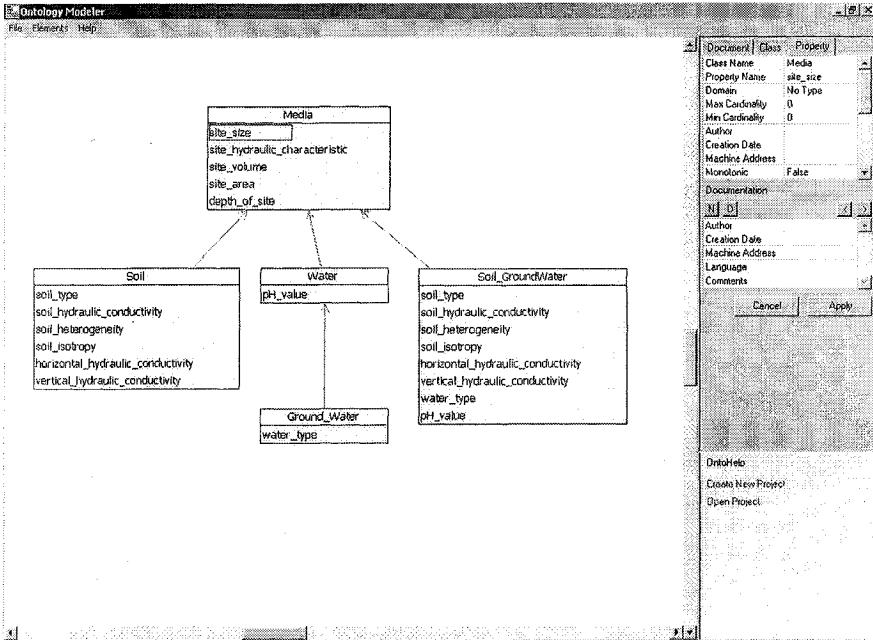 Ontology Modeler
File Elements Help
Media
site_size
site_hydraulic_characteristic
site_volume
site_area
depth_of_site
Soil
soil_type
soil_hydraulic_conductivity
soil_heterogeneity
soil_isotropy
horizontal_hydraulic_conductivity
vertical_hydraulic_conductivity
Water
pH_value
Ground_Water
water_type
Soil_GroundWater
soil_type
soil_hydraulic_conductivity
soil_heterogeneity
soil_isotropy
horizontal_hydraulic_conductivity
vertical_hydraulic_conductivity
water_type
pH_value
Document Class Property
Class Name Media
Property Name site_size
Domain No Type
Max Cardinality 0
Min Cardinality 0
Author
Creation Date
Machine Address
Monotonic False
Documentation
N D < >
Author
Creation Date
Machine Address
Language
Comments
Cancel Apply
OntoHelp
Create New Project
Open Project